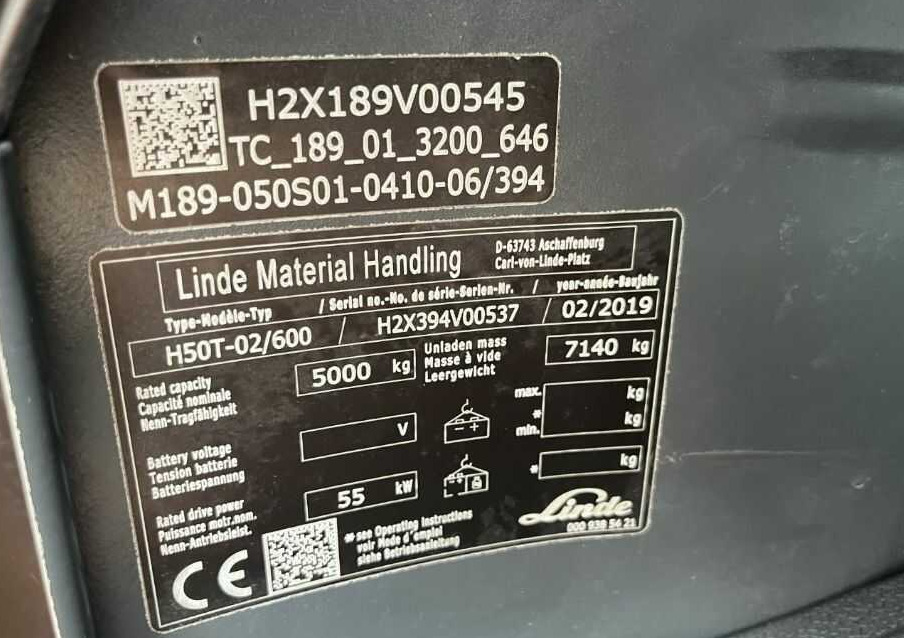 H2X189V00545
TC_189_01_3200_646
M189-050S01-0410-06/394
Linde Material Handling
D-63743 Aschaffenburg
Carl-von-Linde-Platz
Type-Modèle-Typ / Serial no.-No. de série-Serien-Nr. / year-année-Baujahr
H50T-02/600 / H2X394V00537 / 02/2019
Rated capacity
Capacité nominale
Nenn-Tragfähigkeit
5000 kg
Unladen mass
Masse à vide
Leergewicht
7140 kg
Battery voltage
Tension batterie
Batteriespannung
V
- +
max. kg
*
min. kg
Rated drive power
Puissance motr.nom.
Nenn-Antriebsleist.
55 kW
* kg
CE
* see Operating Instructions
voir Mode d'emploi
siehe Betriebsanleitung
Linde
000 938 56 21